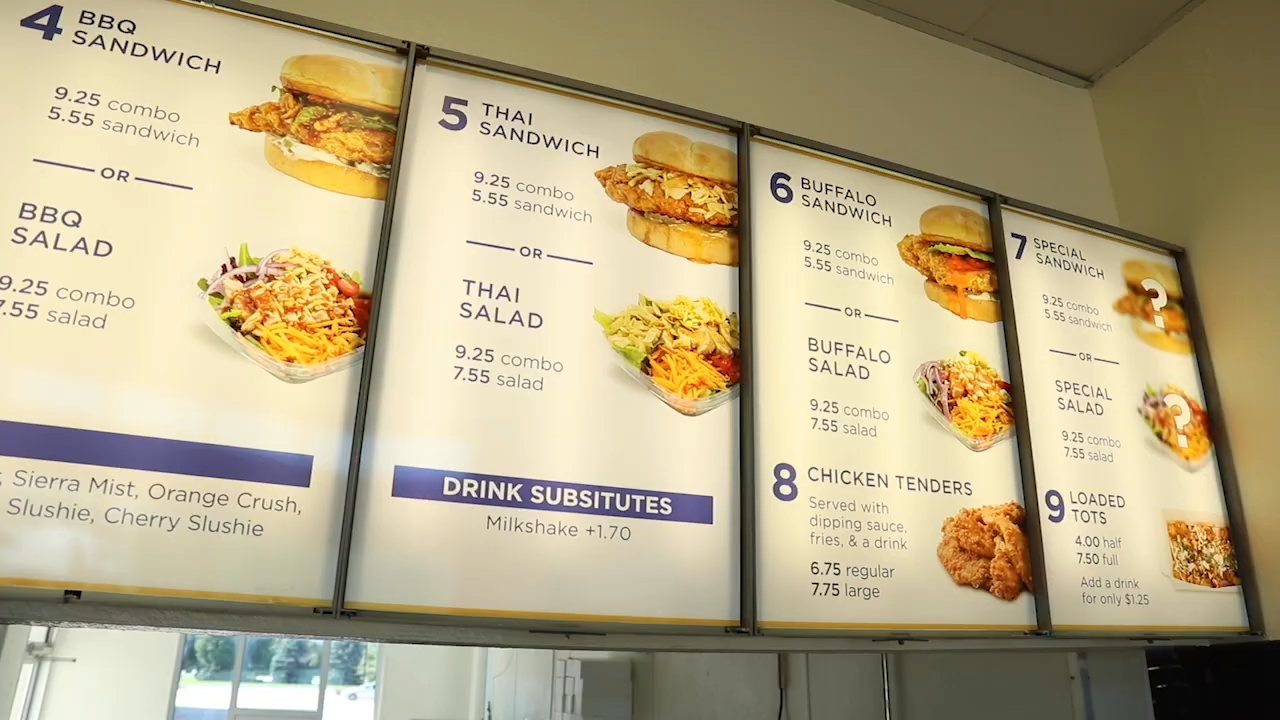 4 BBQ
SANDWICH
9.25 combo
5.55 sandwich
OR
BBQ
SALAD
9.25 combo
7.55 salad
Sierra Mist, Orange Crush,
Slushie, Cherry Slushie
5 THAI
SANDWICH
9.25 combo
5.55 sandwich
OR
THAI
SALAD
9.25 combo
7.55 salad
DRINK SUBSITUTES
Milkshake +1.70
6 BUFFALO
SANDWICH
9.25 combo
5.55 sandwich
OR
BUFFALO
SALAD
9.25 combo
7.55 salad
8 CHICKEN TENDERS
Served with
dipping sauce,
fries, & a drink
6.75 regular
7.75 large
7 SPECIAL
SANDWICH
9.25 combo
5.55 sandwich
?
OR
SPECIAL
SALAD
9.25 combo
7.55 salad
?
9 LOADED
TOTS
4.00 half
7.50 full
Add a drink
for only $1.25